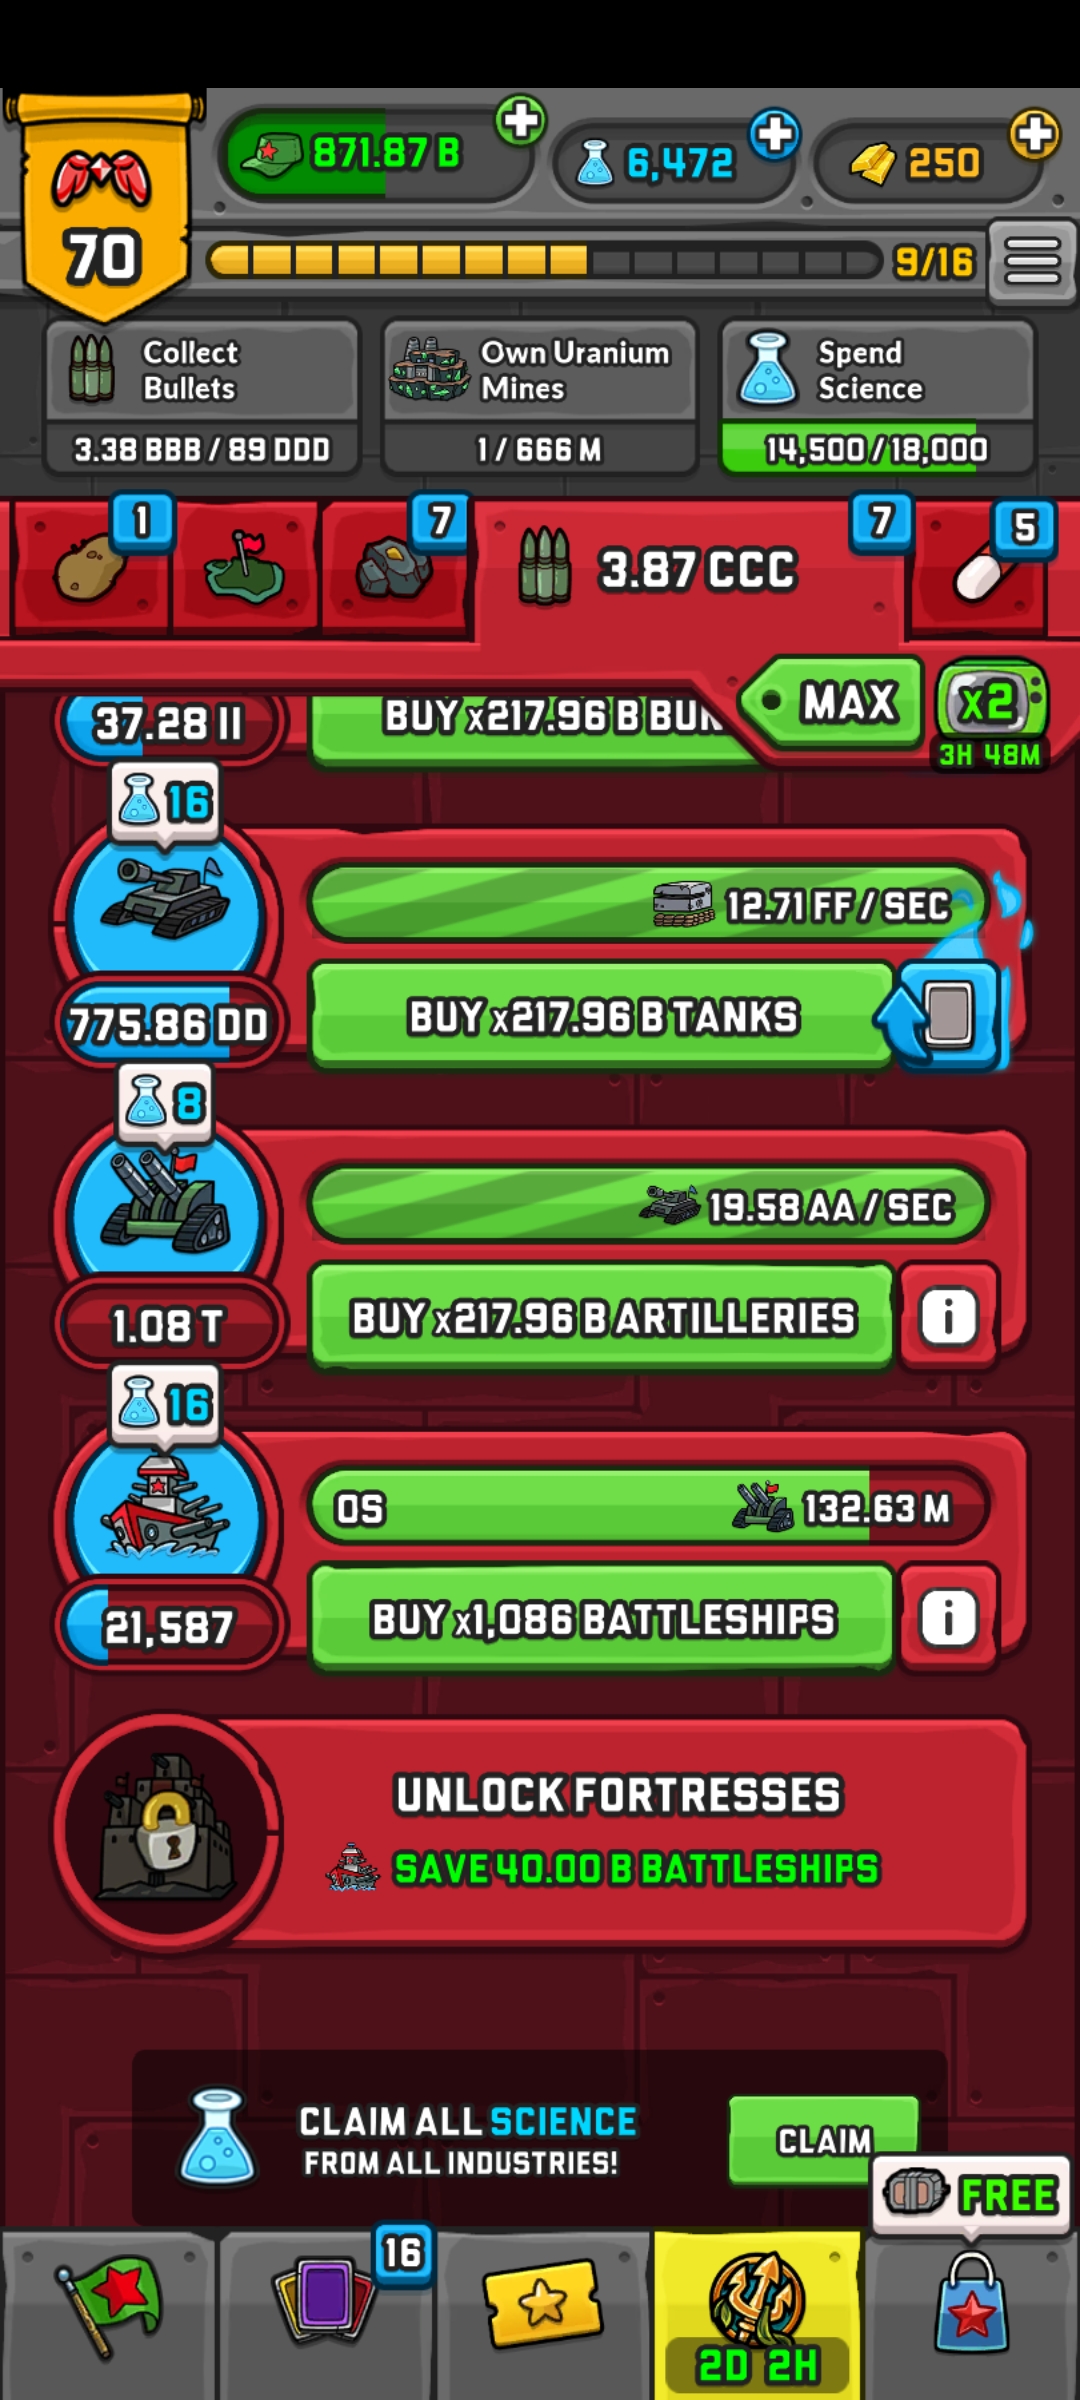 871.87 B
6,472
250
70
9/16
Collect
Bullets
3.38 BBB / 89 DDD
Own Uranium
Mines
1 / 666 M
Spend
Science
14,500/18,000
1
7
3.87 CCC
7
5
MAX
x2
3H 48M
37.28 II
BUY x217.96 B
16
12.71 FF / SEC
775.86 DD
BUY x217.96 B TANKS
8
19.58 AA / SEC
1.08 T
BUY x217.96 B ARTILLERIES
i
16
0S
132.63 M
21,587
BUY x1,086 BATTLESHIPS
i
UNLOCK FORTRESSES
SAVE 40.00 B BATTLESHIPS
CLAIM ALL SCIENCE
FROM ALL INDUSTRIES!
CLAIM
FREE
16
2D 2H